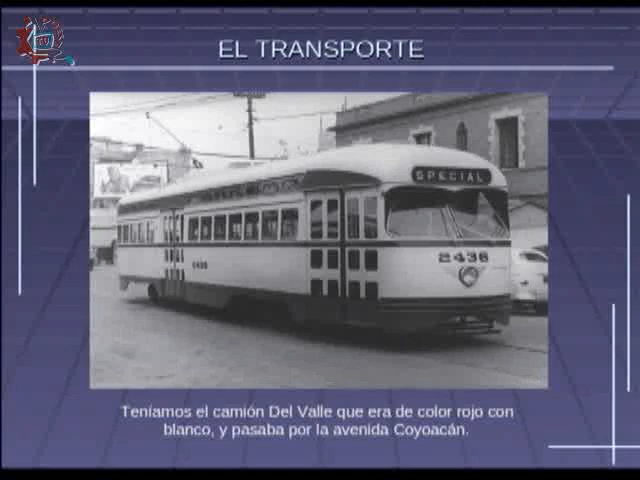 EL TRANSPORTE
SPECIAL
2436
Teníamos el camión Del Valle que era de color rojo con
blanco, y pasaba por la avenida Coyoacán.